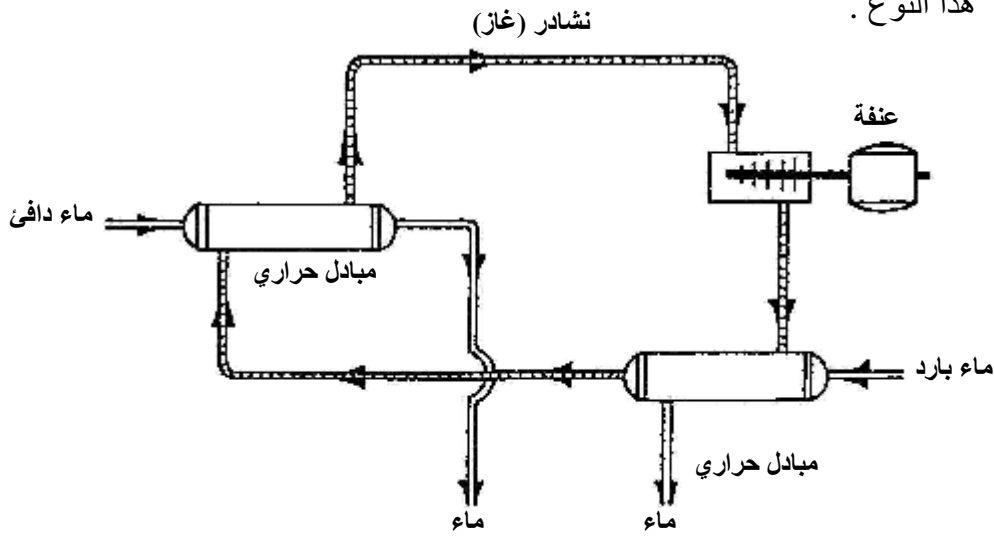 هذا النوع .
نشادر (غاز)
عنفة
ماء دافئ
مبادل حراري
ماء بارد
مبادل حراري
ماء
ماء